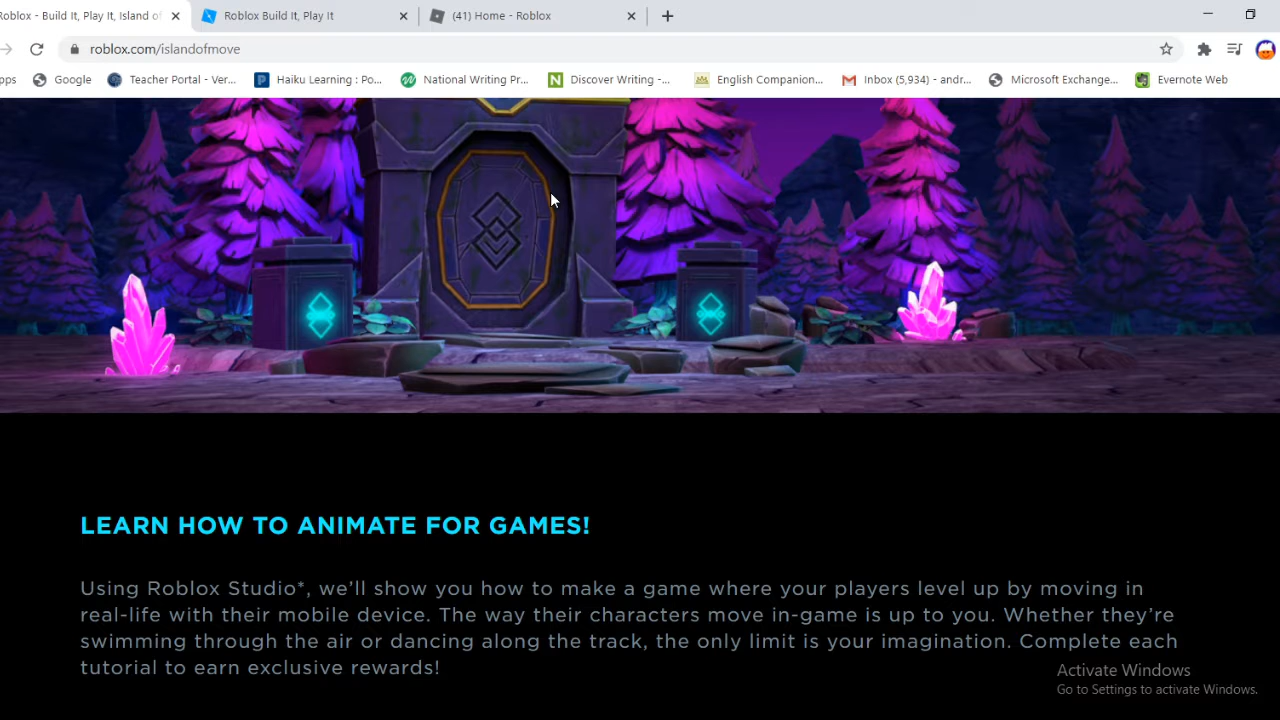 Roblox - Build It, Play It, Island of
Roblox Build It, Play It
(41) Home - Roblox
roblox.com/islandofmove
pps
Google
Teacher Portal - Ver...
Haiku Learning : Po...
National Writing Pr...
Discover Writing -...
English Companion...
Inbox (5,934) - andr...
Microsoft Exchange...
Evernote Web
LEARN HOW TO ANIMATE FOR GAMES!
Using Roblox Studio*, we’ll show you how to make a game where your players level up by moving in
real-life with their mobile device. The way their characters move in-game is up to you. Whether they’re
swimming through the air or dancing along the track, the only limit is your imagination. Complete each
tutorial to earn exclusive rewards!
Activate Windows
Go to Settings to activate Windows.